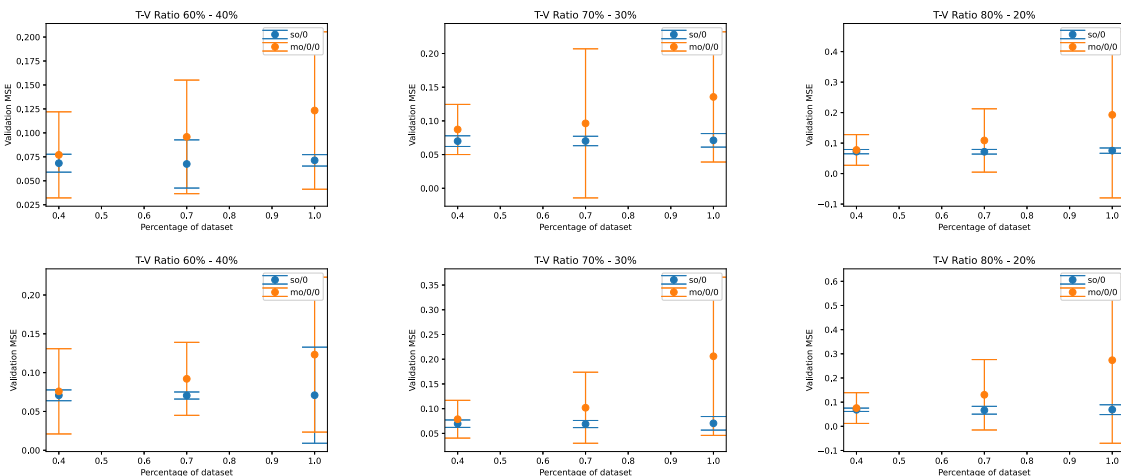 T-V Ratio 60% - 40%
Validation MSE
0,200
0,175
0,150
0,125
0,100
0,075
0,050
0,025
so/0
mo/0/0
0.4 0.5 0.6 0.7 0.8 0.9 1.0
Percentage of dataset
T-V Ratio 70% - 30%
Validation MSE
0,20
0,15
0,10
0,05
0,00
so/0
mo/0/0
0.4 0.5 0.6 0.7 0.8 0.9 1.0
Percentage of dataset
T-V Ratio 80% - 20%
Validation MSE
0.4
0.3
0.2
0.1
0.0
−0.1
so/0
mo/0/0
0.4 0.5 0.6 0.7 0.8 0.9 1.0
Percentage of dataset
T-V Ratio 60% - 40%
Validation MSE
0,20
0,15
0,10
0,05
0,00
so/0
mo/0/0
0.4 0.5 0.6 0.7 0.8 0.9 1.0
Percentage of dataset
T-V Ratio 70% - 30%
Validation MSE
0.35
0.30
0.25
0.20
0.15
0.10
0.05
so/0
mo/0/0
0.4 0.5 0.6 0.7 0.8 0.9 1.0
Percentage of dataset
T-V Ratio 80% - 20%
Validation MSE
0.6
0.5
0.4
0.3
0.2
0.1
0.0
−0.1
so/0
mo/0/0
0.4 0.5 0.6 0.7 0.8 0.9 1.0
Percentage of dataset